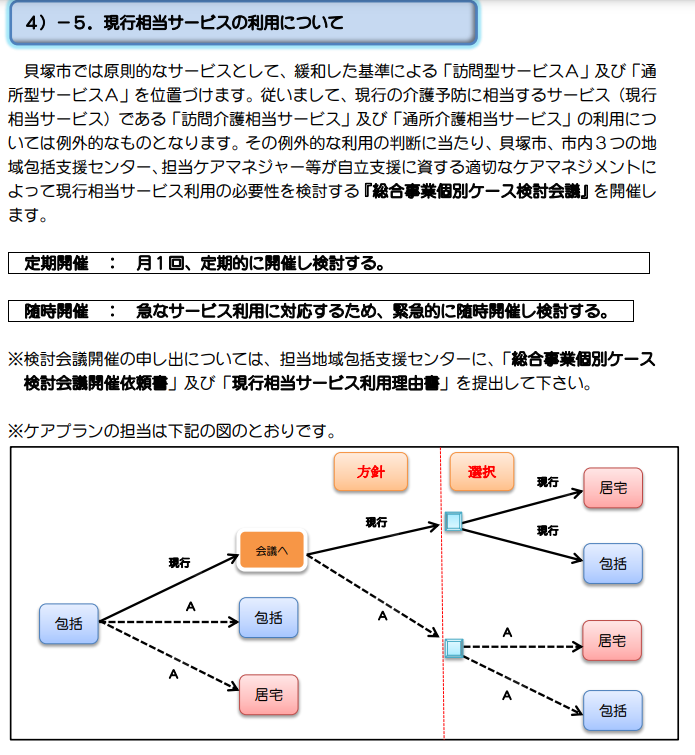 ４）－５．現行相当サービスの利用について
貝塚市では原則的なサービスとして、緩和した基準による「訪問型サービスＡ」及び「通
所型サービスＡ」を位置づけます。従いまして、現行の介護予防に相当するサービス（現行
相当サービス）である「訪問介護相当サービス」及び「通所介護相当サービス」の利用につ
いては例外的なものとなります。その例外的な利用の判断に当たり、貝塚市、市内３つの地
域包括支援センター、担当ケアマネジャー等が自立支援に資する適切なケアマネジメントに
よって現行相当サービス利用の必要性を検討する『総合事業個別ケース検討会議』を開催し
ます。
定期開催　：　月１回、定期的に開催し検討する。
随時開催　：　急なサービス利用に対応するため、緊急的に随時開催し検討する。
※検討会議開催の申し出については、担当地域包括支援センターに、「総合事業個別ケース
検討会議開催依頼書」及び「現行相当サービス利用理由書」を提出して下さい。
※ケアプランの担当は下記の図のとおりです。
方針
選択
現行
居宅
現行
現行
包括
現行
会議へ
包括
Ａ
包括
Ａ
居宅
Ａ
Ａ
居宅
Ａ
包括